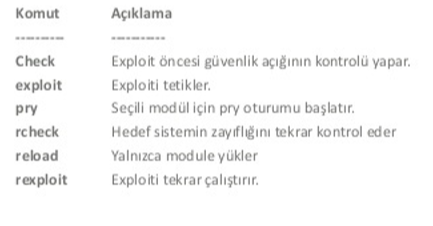 Komut Açıklama
--------- ----------
Check Exploit öncesi güvenlik açığının kontrolü yapar.
exploit Exploiti tetikler.
pry Seçili modül için pry oturumu başlatır.
rcheck Hedef sistemin zayıflığını tekrar kontrol eder
reload Yalnızca module yükler
rexploit Exploiti tekrar çalıştırır.